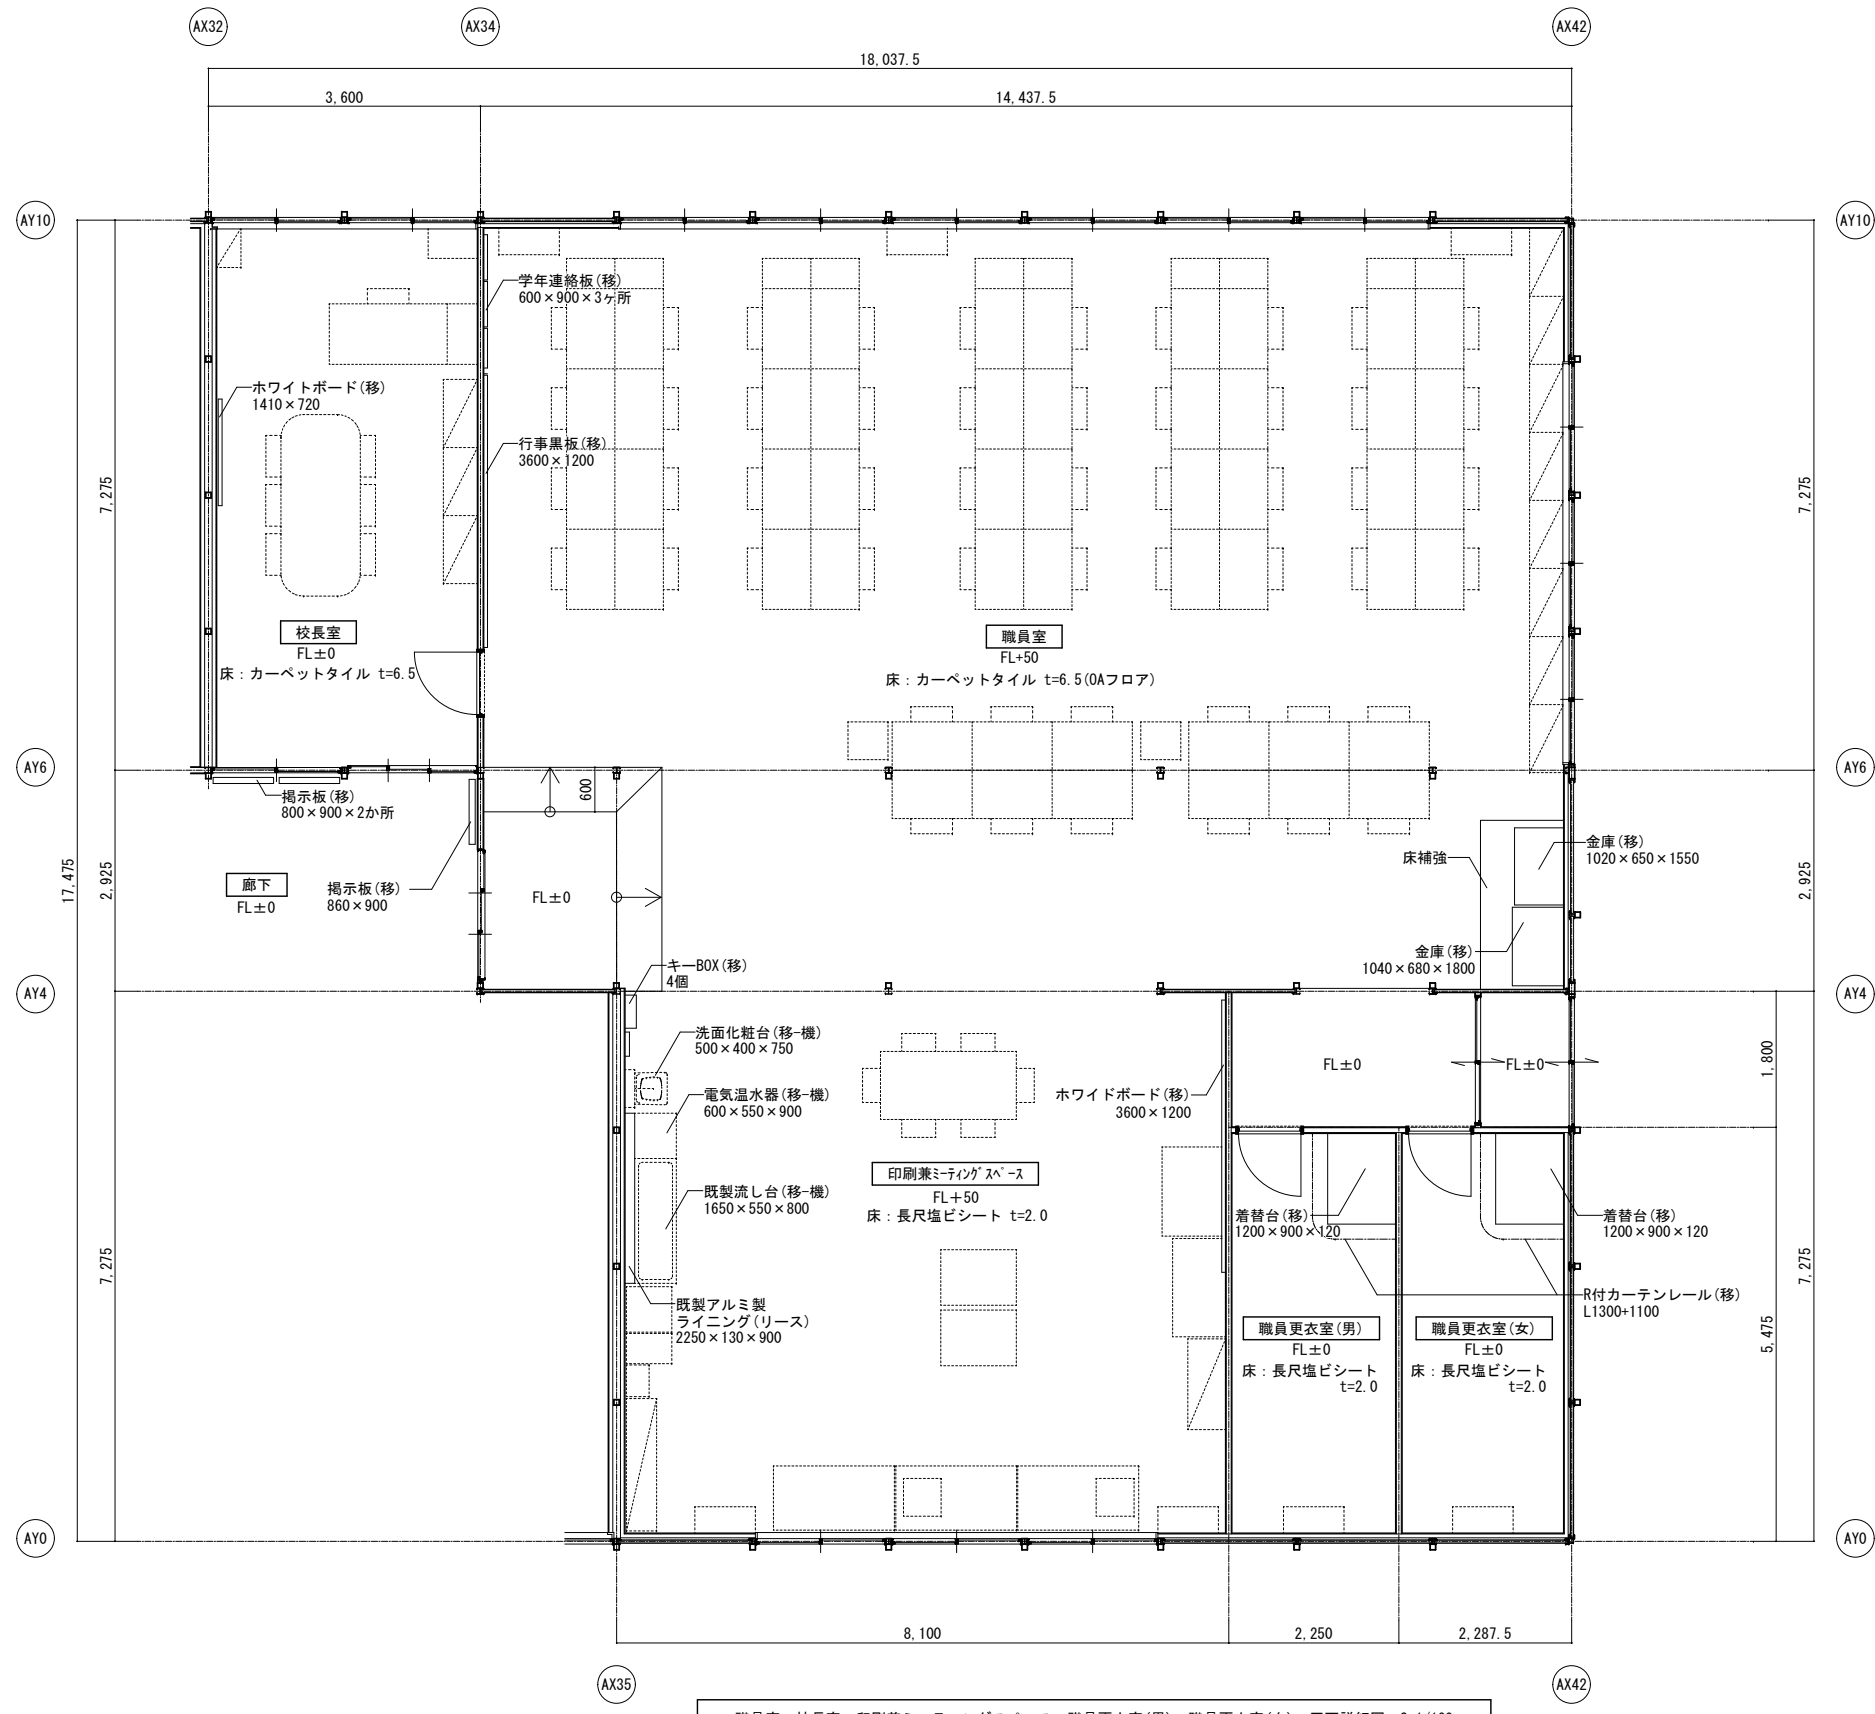 AX32
AX34
AX42
18,037.5
3,600
14,437.5
AY10
AY10
学年連絡板(移)
600×900×3ヶ所
ホワイトボード(移)
1410×720
行事黒板(移)
3600×1200
7,275
7,275
校長室
FL±0
床：カーペットタイル t=6.5
職員室
FL+50
床：カーペットタイル t=6.5(OAフロア)
AY6
AY6
600
掲示板(移)
800×900×2か所
金庫(移)
1020×650×1550
床補強
17,475
2,925
2,925
廊下
FL±0
掲示板(移)
860×900
FL±0
金庫(移)
1040×680×1800
キーBOX(移)
4個
AY4
AY4
洗面化粧台(移-機)
500×400×750
FL±0
FL±0
1,800
電気温水器(移-機)
600×550×900
ホワイドボード(移)
3600×1200
印刷兼ﾐｰﾃｨﾝｸﾞｽﾍﾟｰｽ
FL＋50
床：長尺塩ビシート t=2.0
既製流し台(移-機)
1650×550×800
着替台(移)
1200×900×120
着替台(移)
1200×900×120
7,275
7,275
既製アルミ製
ライニング(リース)
2250×130×900
R付カーテンレール(移)
L1300+1100
5,475
職員更衣室(男)
FL±0
床：長尺塩ビシート
t=2.0
職員更衣室(女)
FL±0
床：長尺塩ビシート
t=2.0
AY0
AY0
8,100
2,250
2,287.5
AX35
AX42